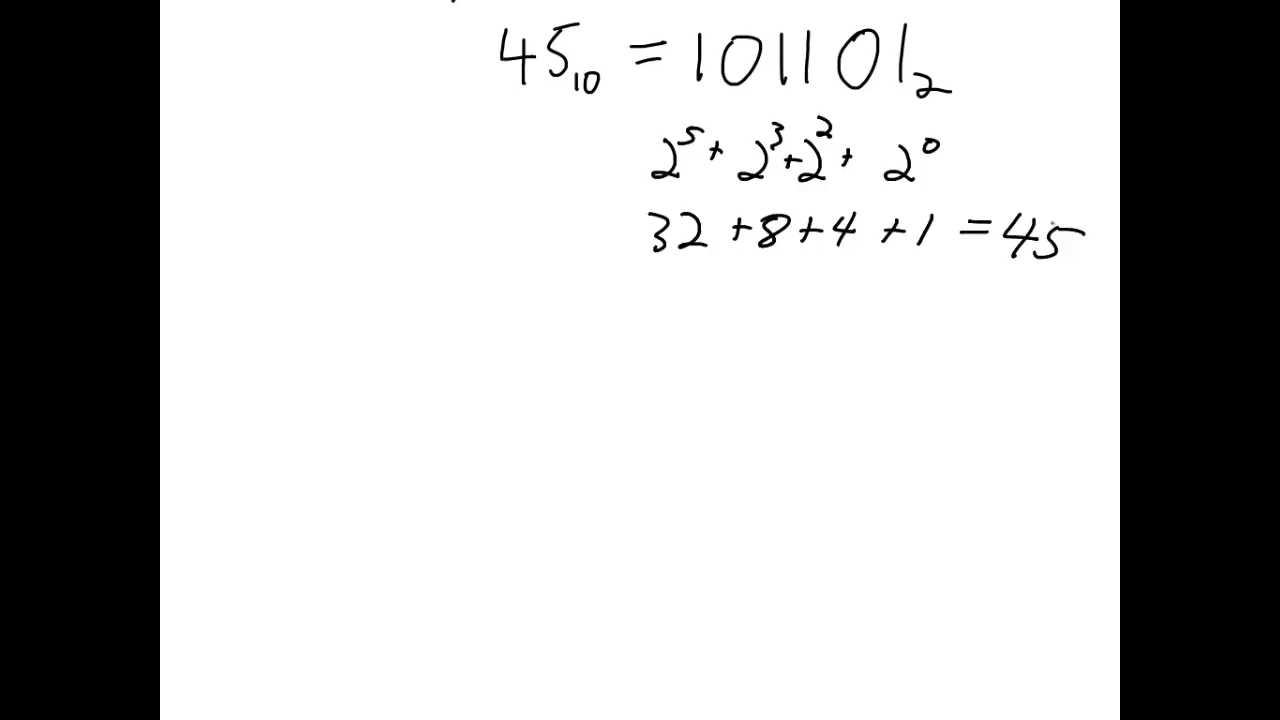 45₁₀ = 101101₂
2⁵ + 2³ + 2² + 2⁰
32 + 8 + 4 + 1 = 45